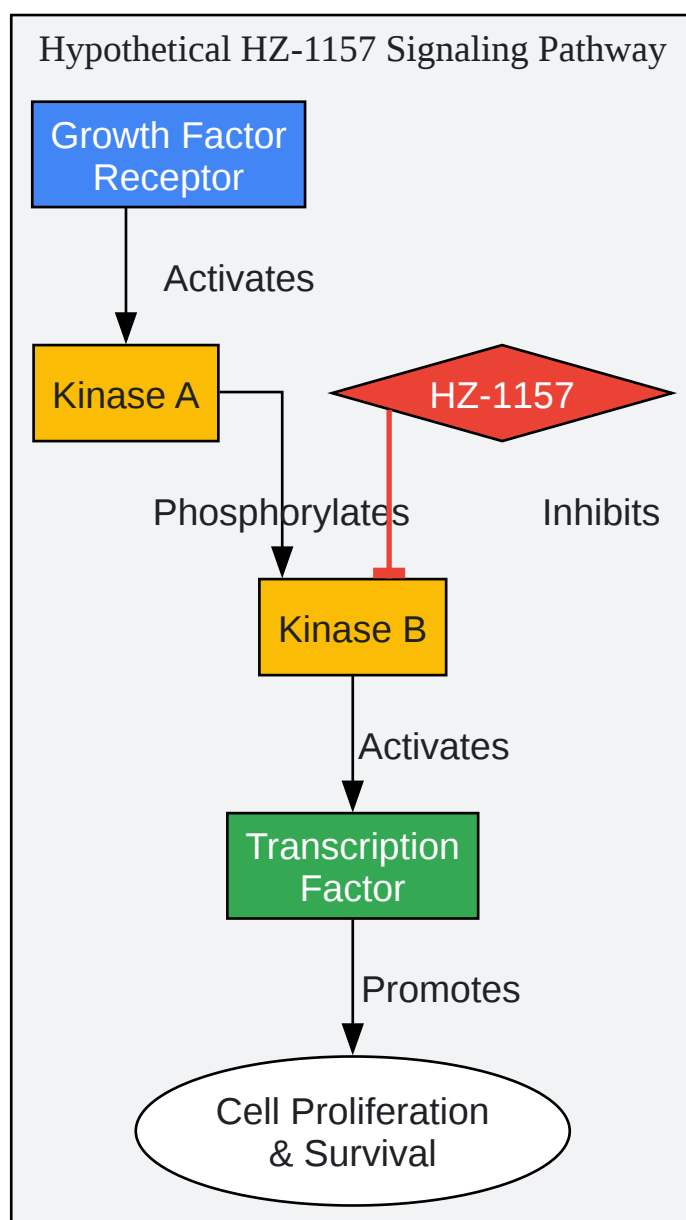 Hypothetical HZ-1157 Signaling Pathway
Growth Factor
Receptor
Activates
Kinase A
HZ-1157
Phosphorylates
Inhibits
Kinase B
Activates
Transcription
Factor
Promotes
Cell Proliferation
& Survival